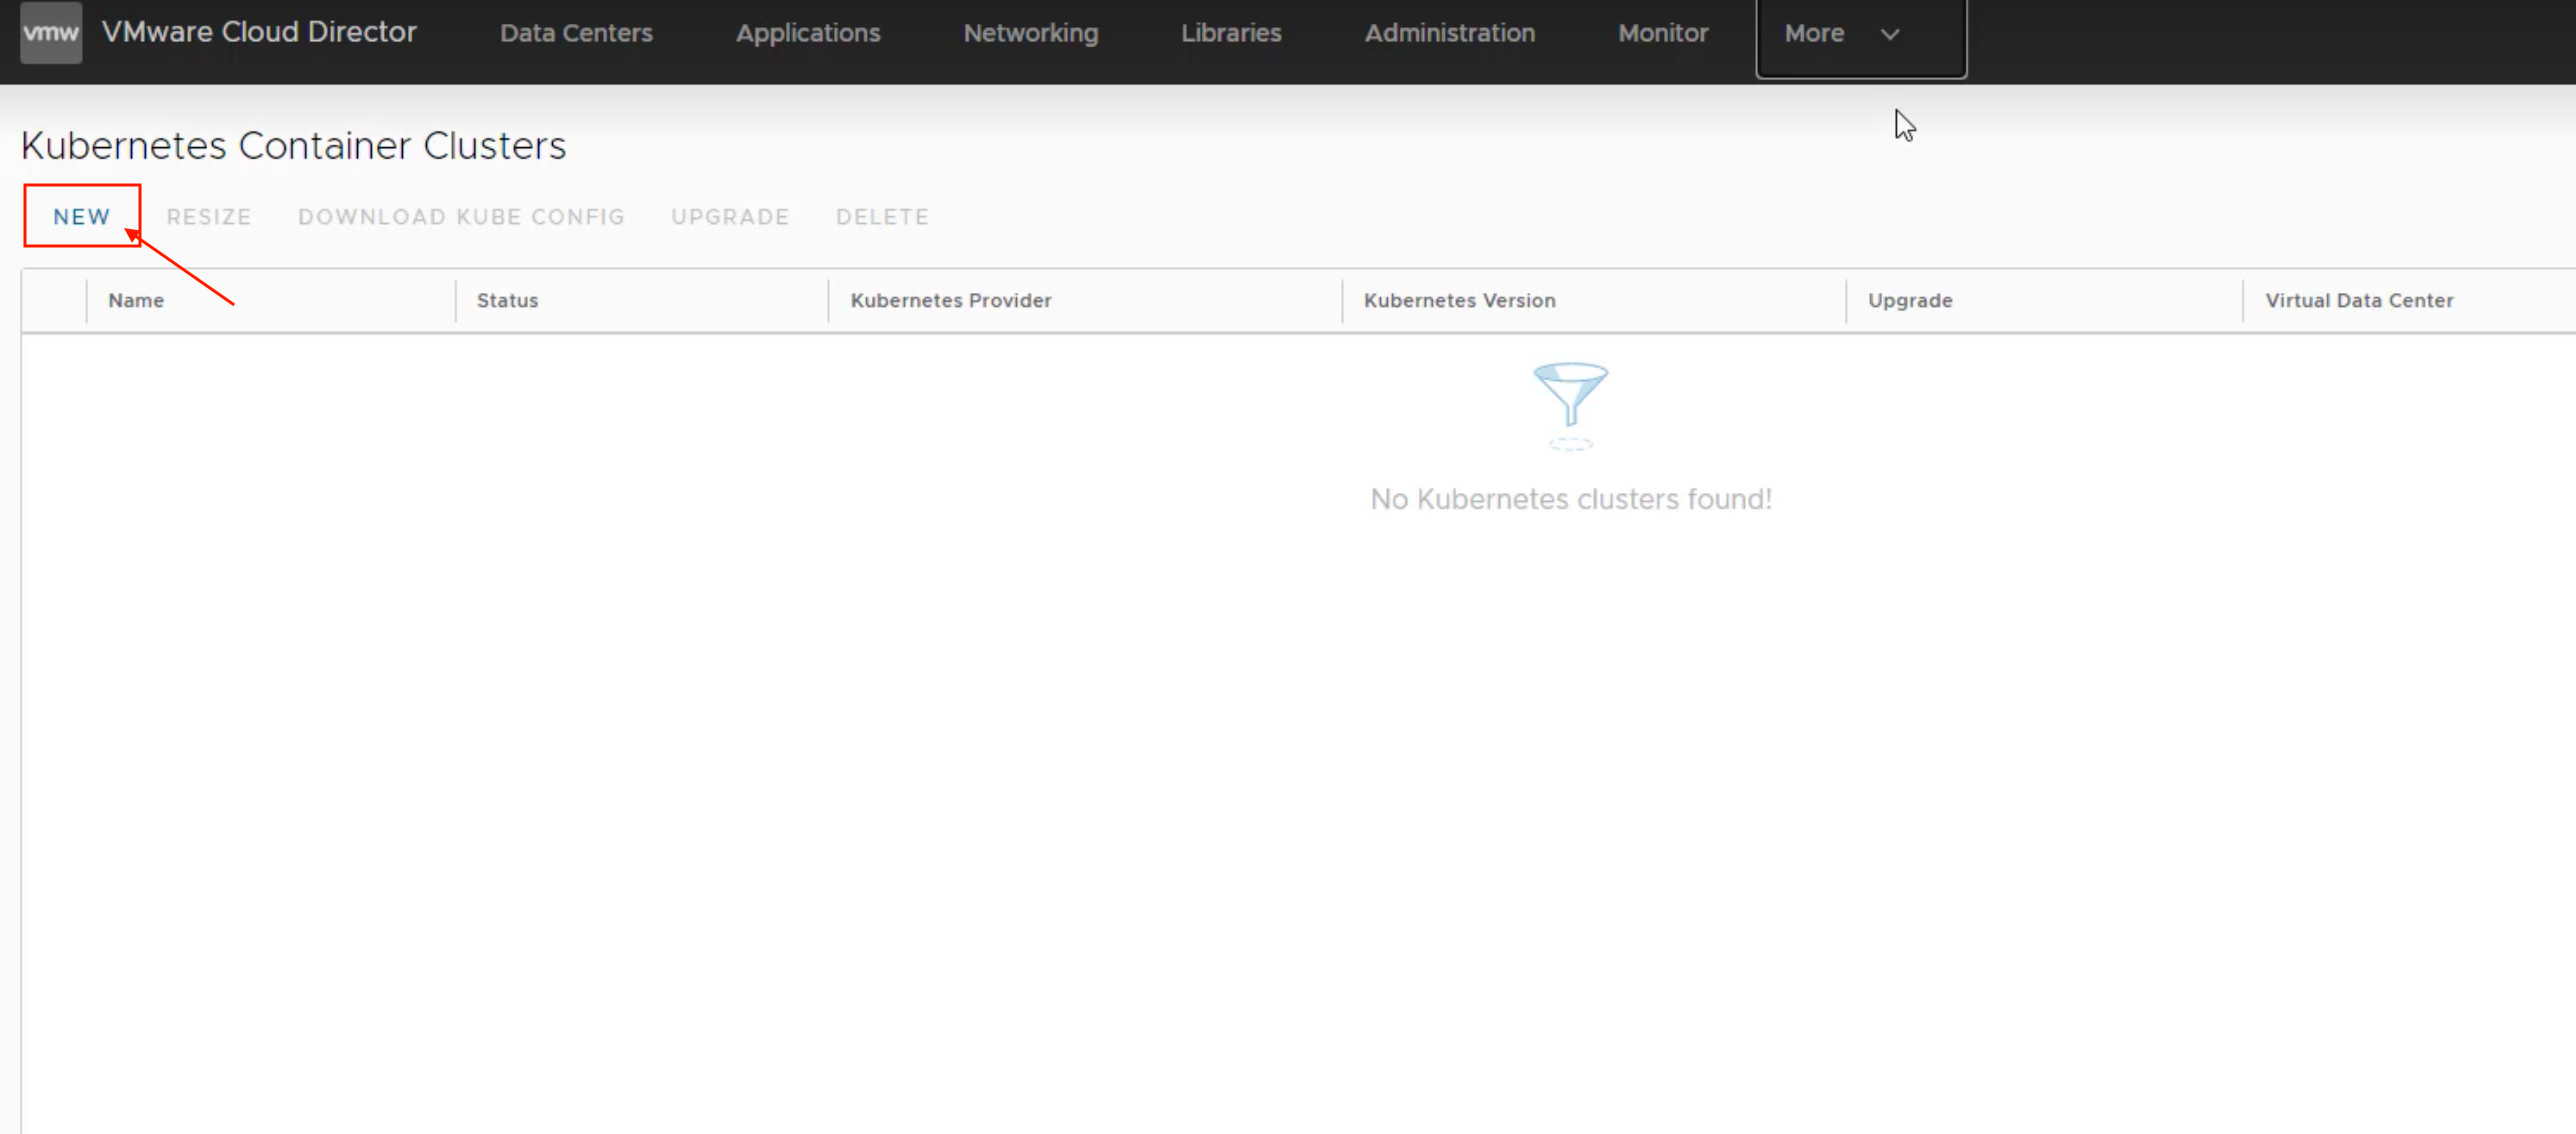 vmw VMware Cloud Director Data Centers Applications Networking Libraries Administration Monitor More
Kubernetes Container Clusters
NEW RESIZE DOWNLOAD KUBE CONFIG UPGRADE DELETE
Name Status Kubernetes Provider Kubernetes Version Upgrade Virtual Data Center
No Kubernetes clusters found!